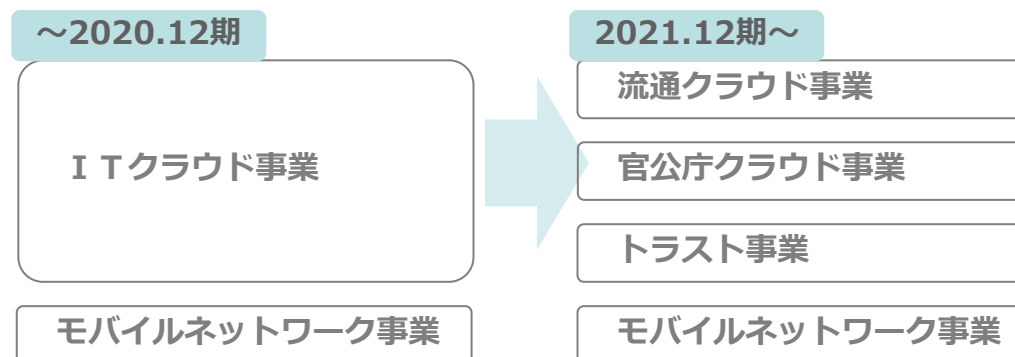 ～2020.12期
ＩＴクラウド事業
モバイルネットワーク事業
2021.12期～
流通クラウド事業
官公庁クラウド事業
トラスト事業
モバイルネットワーク事業